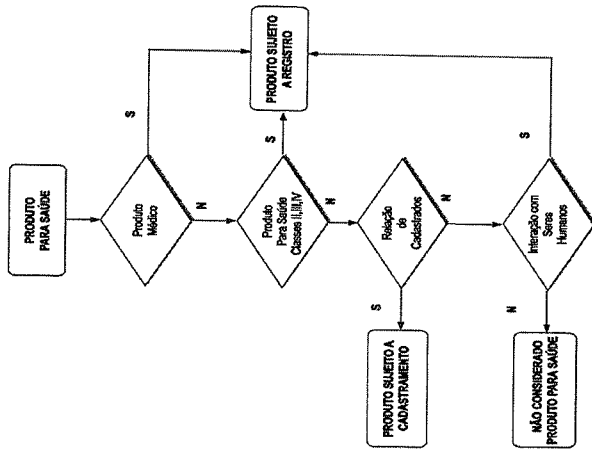 PRODUTO
PARA SAÚDE
Produto
Médico
S
N
PRODUTO SUJEITO
A REGISTRO
Produto
Para Saúde
Classes II,III,IV
S
N
Relação
de
Cadastrados
S
N
PRODUTO SUJEITO A
CADASTRAMENTO
Interação com
Seres
Humanos
S
N
NÃO CONSIDERADO
PRODUTO PARA SAÚDE